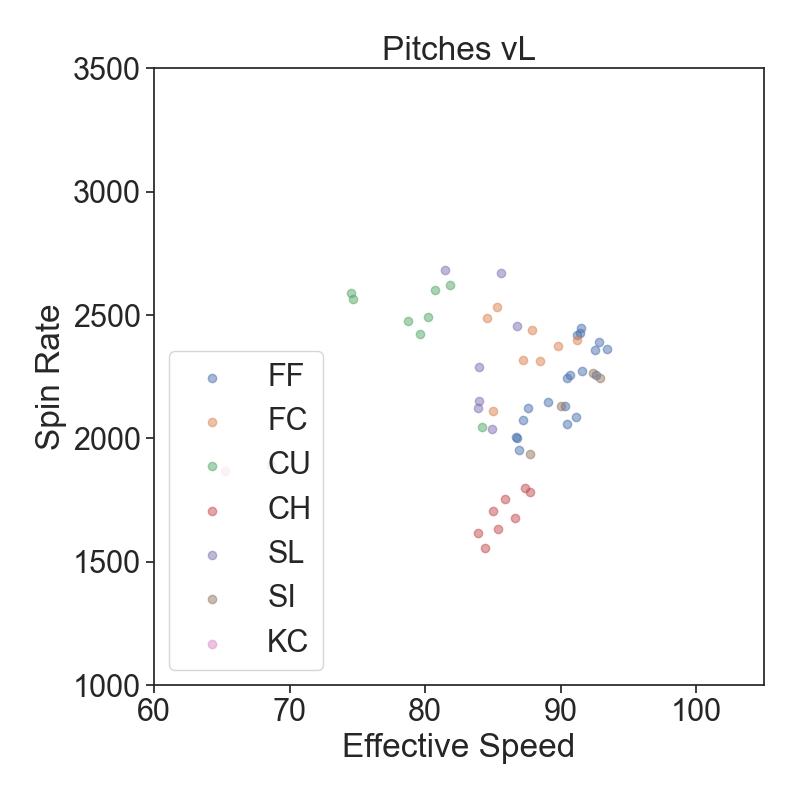 Pitches vL
3500
3000
2500
2000
1500
1000
Spin Rate
FF
FC
CU
CH
SL
SI
KC
60 70 80 90 100
Effective Speed